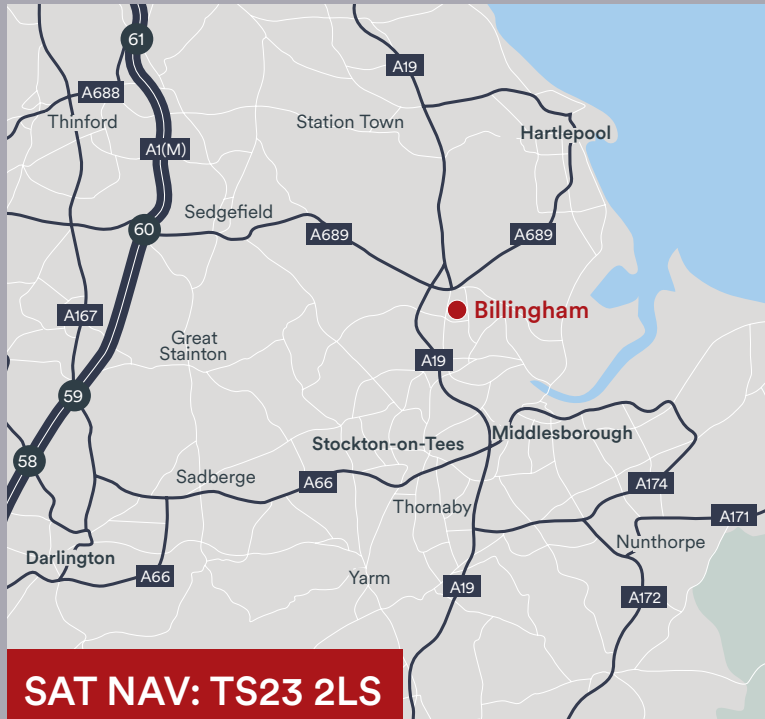 61
A19
A688
Thinford
Station Town
Hartlepool
A1(M)
Sedgefield
60
A689
A689
A167
Billingham
Great
Stainton
A19
59
Stockton-on-Tees
Middlesborough
58
Sadberge
A66
A174
Thornaby
A171
Nunthorpe
Darlington
A66
Yarm
A19
A172
SAT NAV: TS23 2LS